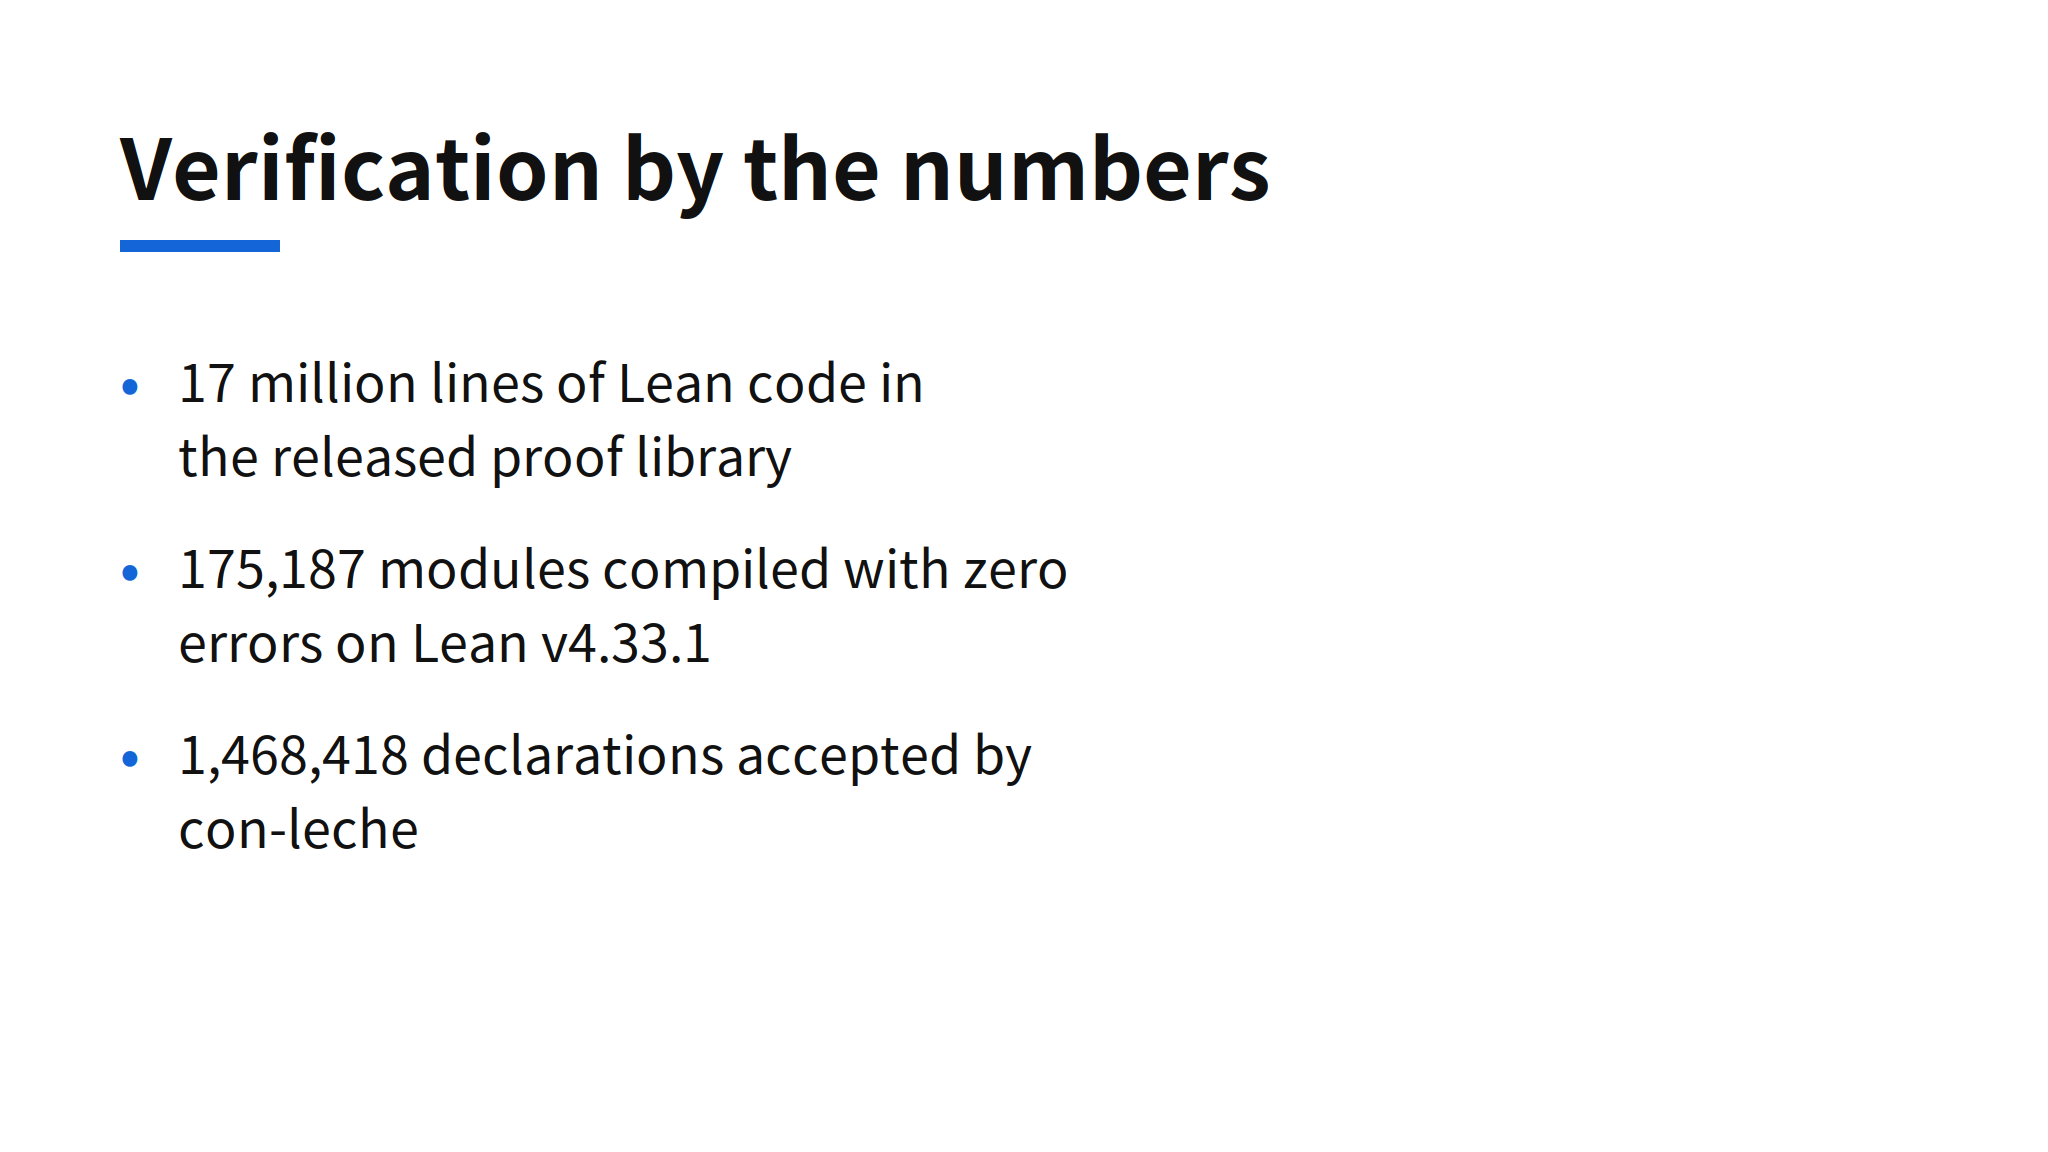 Verification by the numbers
• 17 million lines of Lean code in
the released proof library
• 175,187 modules compiled with zero
errors on Lean v4.33.1
• 1,468,418 declarations accepted by
con-leche